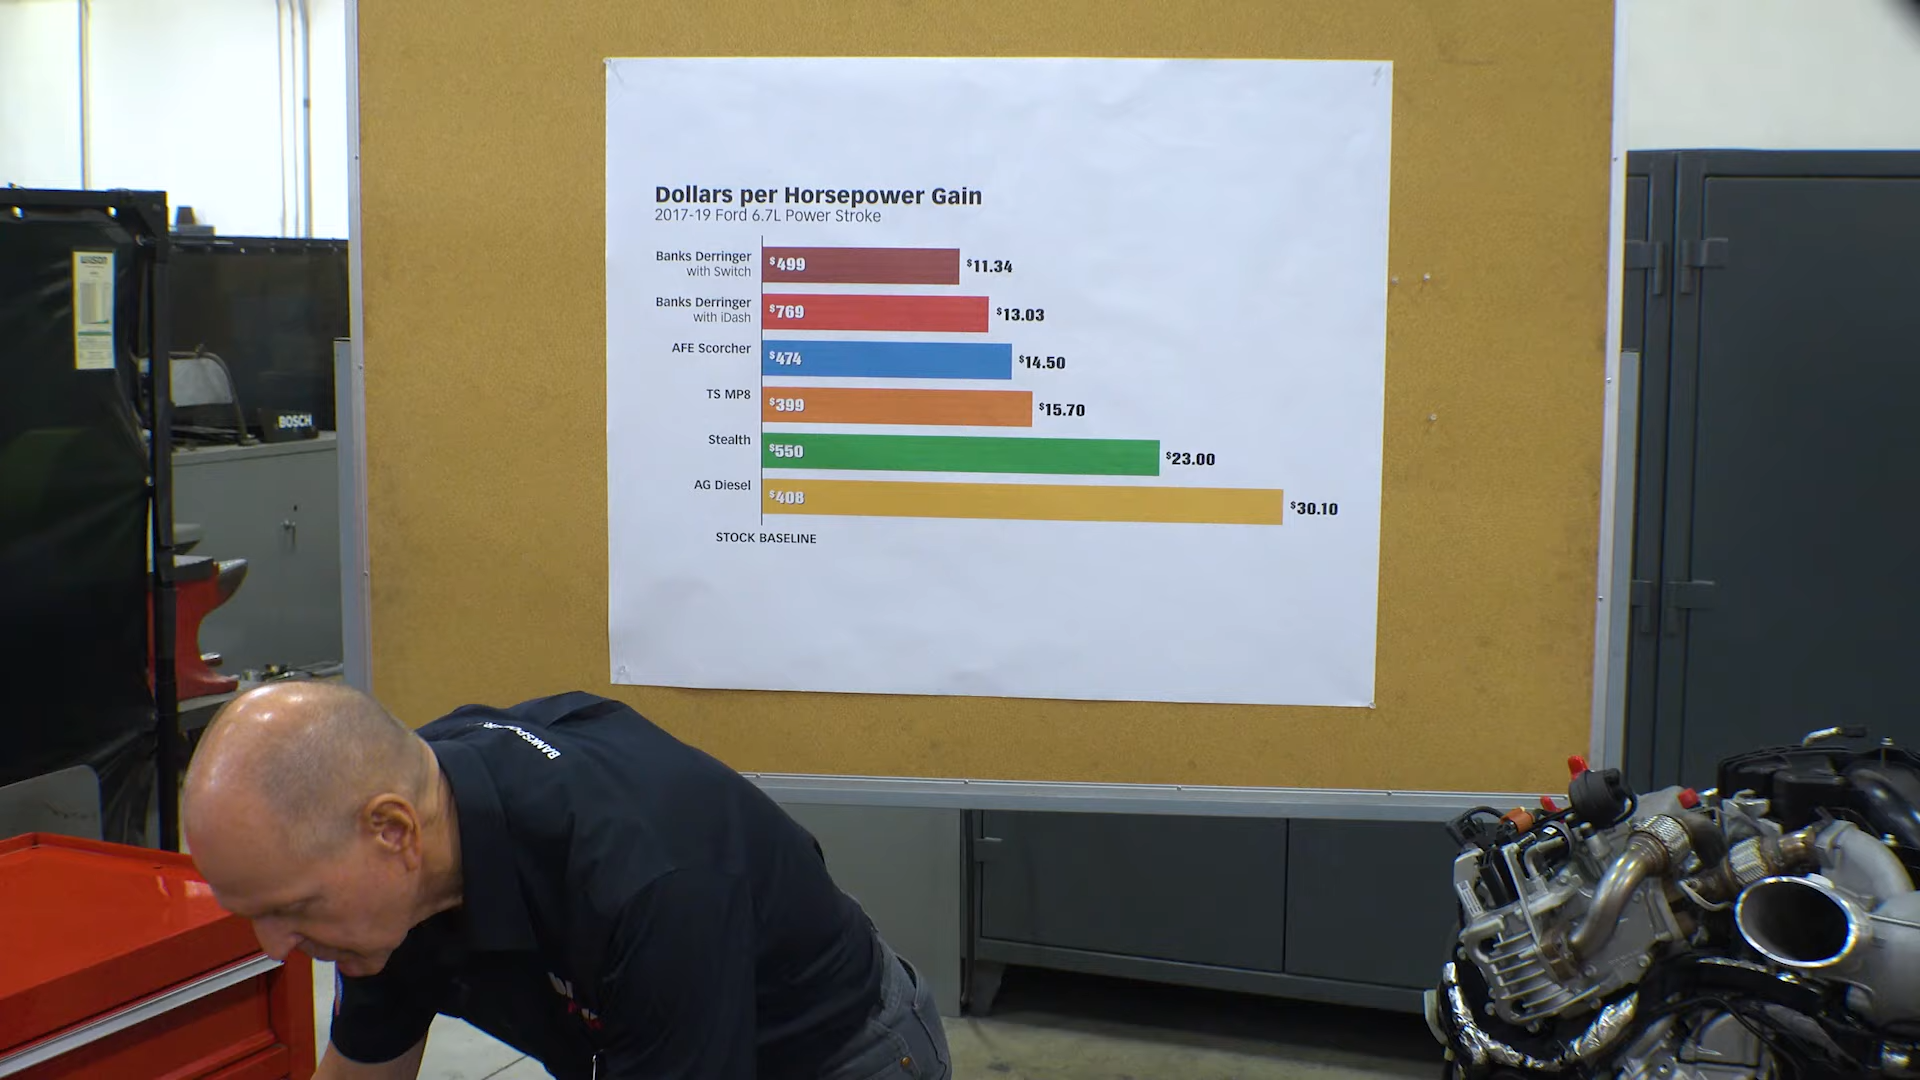 Dollars per Horsepower Gain
2017-19 Ford 6.7L Power Stroke
Banks Derringer
with Switch
$499
$11.34
Banks Derringer
with iDash
$769
$13.03
AFE Scorcher
$474
$14.50
TS MP8
$399
$15.70
Stealth
$550
$23.00
AG Diesel
$408
$30.10
STOCK BASELINE
BOSCH